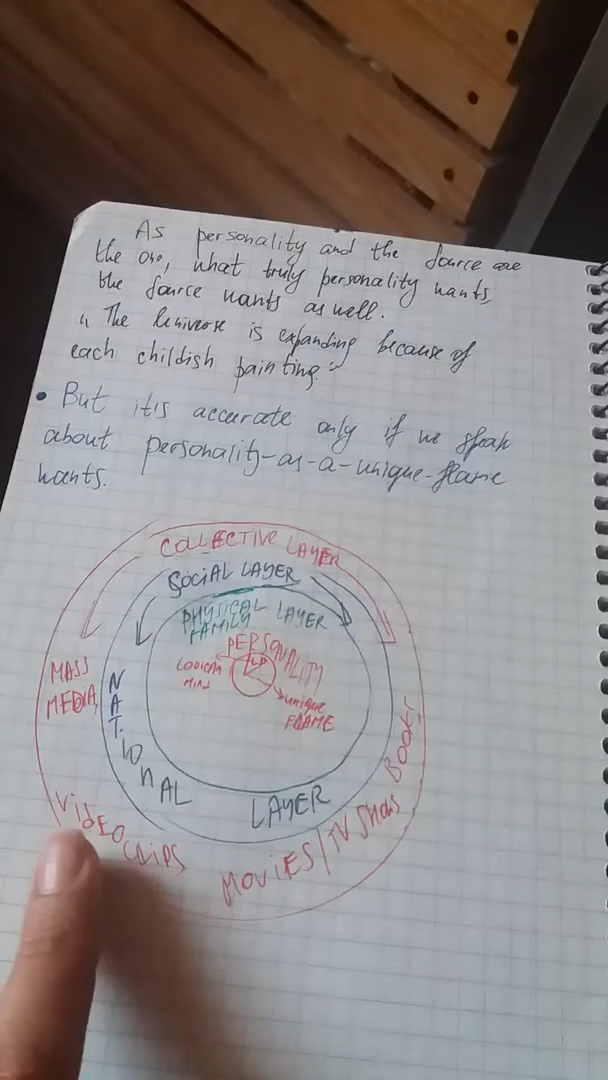 As personality and the Source are
the one, what truly personality wants,
the Source wants as well.
"The Universe is expanding because of
each childish painting."
• But it's accurate only if we speak
about personality-as-a-unique-flame
wants.
COLLECTIVE LAYER
SOCIAL LAYER
PHYSICAL LAYER
FAMILY
PERSONALITY
LOGICAL
MIND
UNIQUE
FLAME
MASS
MEDIA,
NATIONAL
LAYER
BOOKS
VIDEO
CLIPS
MOVIES/TV SHOWS